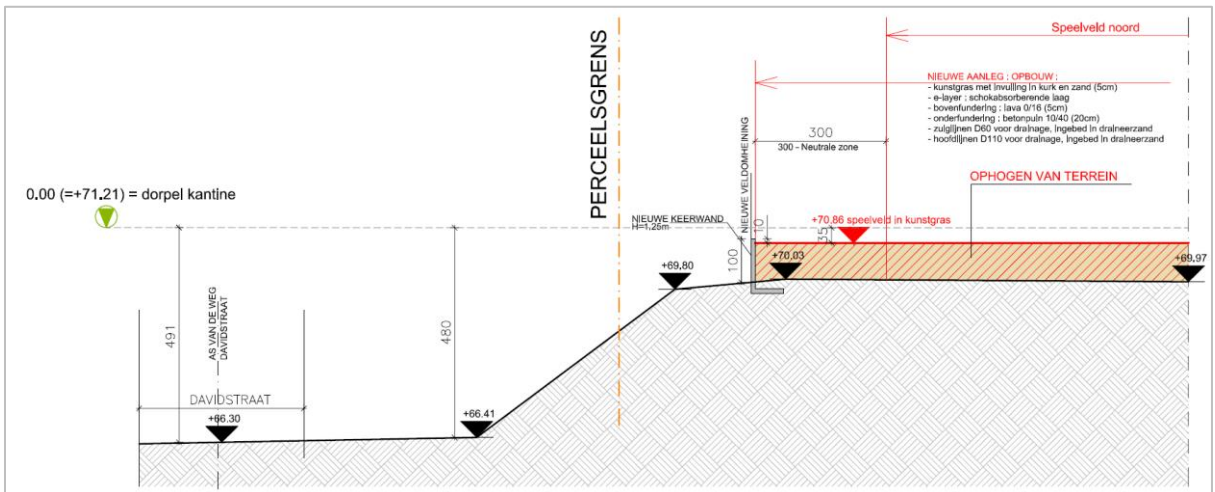 Speelveld noord
PERCEELSGRENS
NIEUWE AANLEG ; OPBOUW ;
- kunstgras met invulling in kurk en zand (5cm)
- e-layer ; schokabsorberende laag
- bovenfundering ; lava 0/16 (5cm)
- onderfundering ; betonpuin 10/40 (20cm)
- zuiglijnen D60 voor drainage, ingebed in draineerzand
- hoofdlijnen D110 voor drainage, ingebed in draineerzand
300
300 - Neutrale zone
OPHOGEN VAN TERREIN
0.00 (=+71.21) = dorpel kantine
NIEUWE VELDOMHEINING
NIEUWE KEERWAND
H=1.25m
10
+70,86 speelveld in kunstgras
35
100
+69,80
+70,03
+69,97
491
AS VAN DE WEG
DAVIDSTRAAT
480
DAVIDSTRAAT
+66.30
+66.41